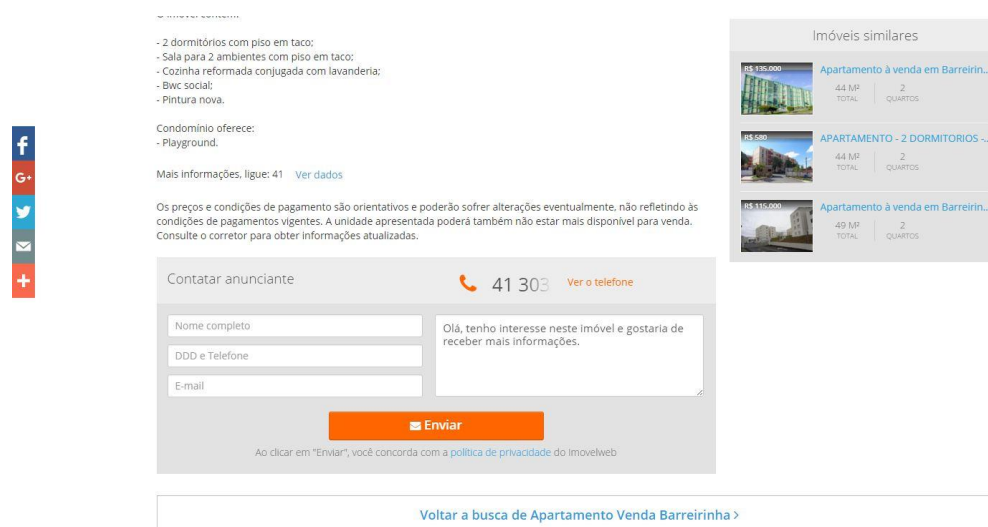 - 2 dormitórios com piso em taco;
- Sala para 2 ambientes com piso em taco;
- Cozinha reformada conjugada com lavanderia;
- Bwc social;
- Pintura nova.
Condomínio oferece:
- Playground.
Mais informações, ligue: 41 Ver dados
Os preços e condições de pagamento são orientativos e poderão sofrer alterações eventualmente, não refletindo às
condições de pagamentos vigentes. A unidade apresentada poderá também não estar mais disponível para venda.
Consulte o corretor para obter informações atualizadas.
Contatar anunciante
41 303 Ver o telefone
Nome completo
DDD e Telefone
E-mail
Olá, tenho interesse neste imóvel e gostaria de
receber mais informações.
Enviar
Ao clicar em "Enviar", você concorda com a política de privacidade do Imovelweb
Voltar a busca de Apartamento Venda Barreirinha >
Imóveis similares
R$ 135.000
Apartamento à venda em Barreirin...
44 M² 2
TOTAL QUARTOS
R$ 580
APARTAMENTO - 2 DORMITORIOS -...
44 M² 2
TOTAL QUARTOS
R$ 115.000
Apartamento à venda em Barreirin...
49 M² 2
TOTAL QUARTOS
f
G+